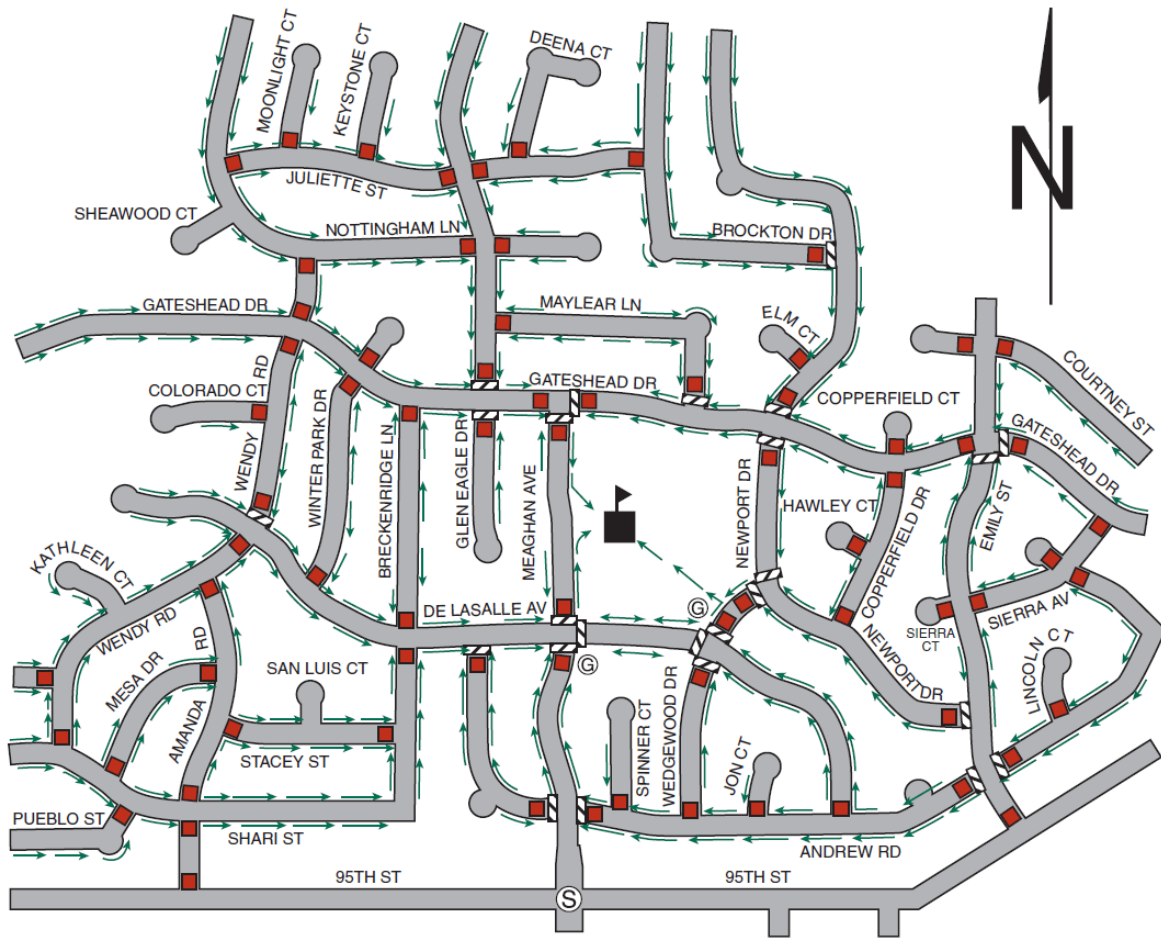 MOONLIGHT CT
KEYSTONE CT
DEENA CT
N
JULIETTE ST
SHEAWOOD CT
NOTTINGHAM LN
BROCKTON DR
GATESHEAD DR
MAYLEAR LN
ELM CT
COURTNEY ST
COLORADO CT
WENDY RD
WINTER PARK DR
BRECKENRIDGE LN
GATESHEAD DR
COPPERFIELD CT
GATESHEAD DR
GLEN EAGLE DR
MEAGHAN AVE
NEWPORT DR
HAWLEY CT
COPPERFIELD DR
EMILY ST
KATHLEEN CT
WENDY RD
DE LASALLE AV
G
SIERRA AV
SIERRA
CT
NEWPORT DR
LINCOLN CT
MESA DR
AMANDA RD
SAN LUIS CT
G
STACEY ST
SPINNER CT
WEDGEWOOD DR
JON CT
PUEBLO ST
SHARI ST
ANDREW RD
95TH ST
S
95TH ST